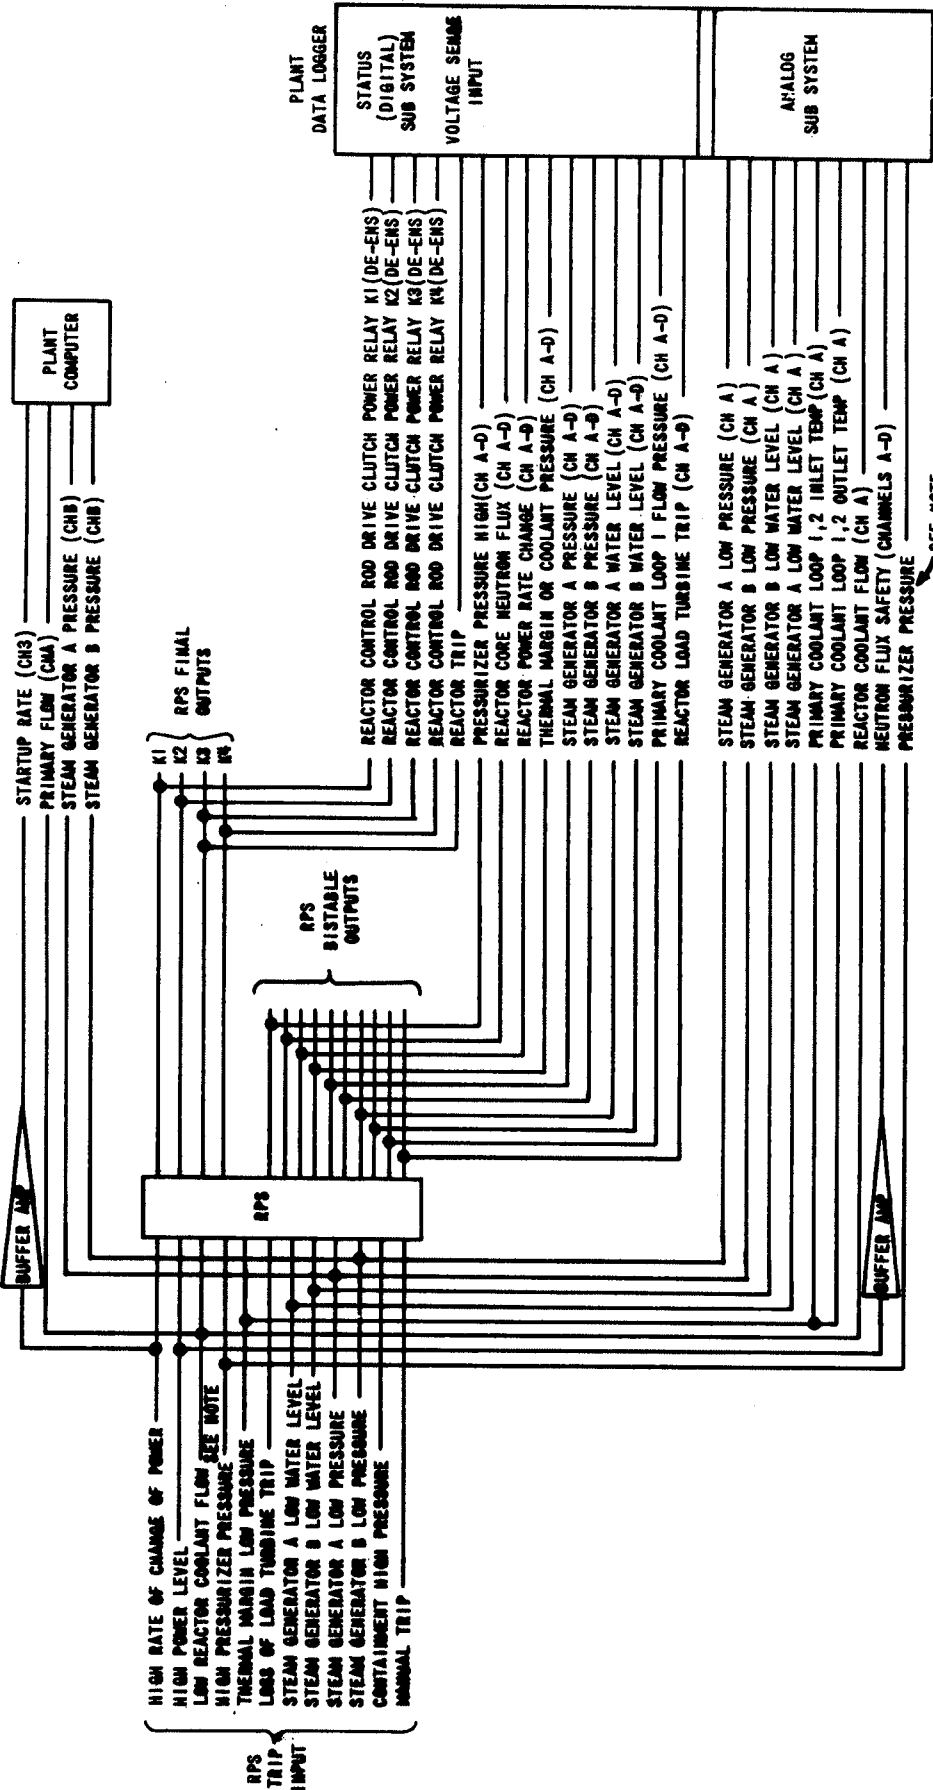 PLANT
COMPUTER
STARTUP RATE (CH3)
PRIMARY FLOW (CHA)
STEAM GENERATOR A PRESSURE (CHB)
STEAM GENERATOR B PRESSURE (CHB)
BUFFER AMP
K1
K2
K3
K4
RPS FINAL
OUTPUTS
RPS
BISTABLE
OUTPUTS
RPS
RPS
TRIP
INPUT
HIGH RATE OF CHANGE OF POWER
HIGH POWER LEVEL
LOW REACTOR COOLANT FLOW
SEE NOTE
HIGH PRESSURIZER PRESSURE
THERMAL MARGIN LOW PRESSURE
LOSS OF LOAD TURBINE TRIP
STEAM GENERATOR A LOW WATER LEVEL
STEAM GENERATOR B LOW WATER LEVEL
STEAM GENERATOR A LOW PRESSURE
STEAM GENERATOR B LOW PRESSURE
CONTAINMENT HIGH PRESSURE
MANUAL TRIP
PLANT
DATA LOGGER
STATUS
(DIGITAL)
SUB SYSTEM
VOLTAGE SENSE
INPUT
ANALOG
SUB SYSTEM
REACTOR CONTROL ROD DRIVE CLUTCH POWER RELAY K1(DE-ENS)
REACTOR CONTROL ROD DRIVE CLUTCH POWER RELAY K2(DE-ENS)
REACTOR CONTROL ROD DRIVE CLUTCH POWER RELAY K3(DE-ENS)
REACTOR CONTROL ROD DRIVE CLUTCH POWER RELAY K4(DE-ENS)
REACTOR TRIP
PRESSURIZER PRESSURE HIGH(CH A-D)
REACTOR CORE NEUTRON FLUX (CH A-D)
REACTOR POWER RATE CHANGE (CH A-D)
THERMAL MARGIN OR COOLANT PRESSURE (CH A-D)
STEAM GENERATOR A PRESSURE (CH A-D)
STEAM GENERATOR B PRESSURE (CH A-D)
STEAM GENERATOR A WATER LEVEL (CH A-D)
STEAM GENERATOR B WATER LEVEL (CH A-D)
PRIMARY COOLANT LOOP 1 FLOW PRESSURE (CH A-D)
REACTOR LOAD TURBINE TRIP (CH A-D)
STEAM GENERATOR A LOW PRESSURE (CH A)
STEAM GENERATOR B LOW PRESSURE (CH A)
STEAM GENERATOR B LOW WATER LEVEL (CH A)
STEAM GENERATOR A LOW WATER LEVEL (CH A)
PRIMARY COOLANT LOOP 1,2 INLET TEMP (CH A)
PRIMARY COOLANT LOOP 1,2 OUTLET TEMP (CH A)
REACTOR COOLANT FLOW (CH A)
NEUTRON FLUX SAFETY (CHANNELS A-D)
PRESSURIZER PRESSURE
SEE NOTE
BUFFER AMP